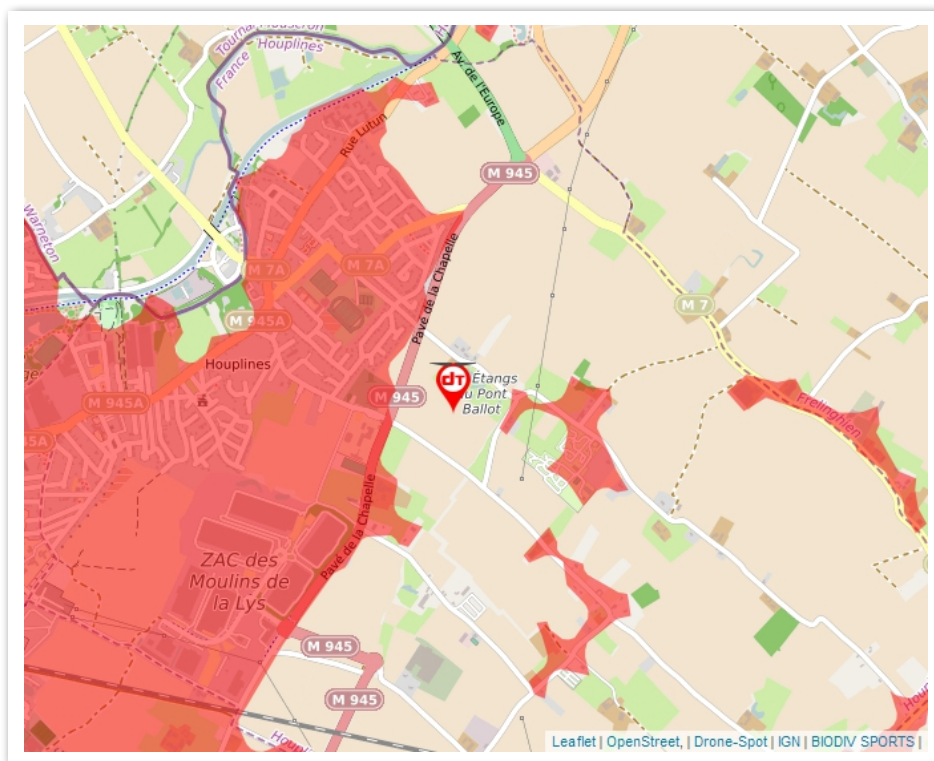 Tournai-Mouscron
Houplines
France
Av. de l'Europe
Rue Lutun
M 945
Warneton
Pavé de la Chapelle
M 7A
M 7A
M 7
M 945A
Houplines
dT
Étangs
du Pont
Ballot
M 945
M 945A
Frelinghien
Pavé de la Chapelle
ZAC des
Moulins de
la Lys
M 945
M 945
Leaflet | OpenStreet, | Drone-Spot | IGN | BIODIV SPORTS |